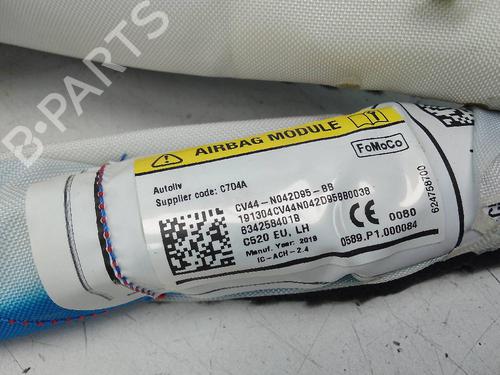 B-PARTS
AIRBAG MODULE
FoMoCo
Autoliv
Supplier code: C7D4A
CV44-N042D95-BB
191304CV44N042D95BB0038
834258401B
C520 EU, LH
Manuf. Year: 2019
IC-ACH-2.4
0080
0589.P1.000084
624758700